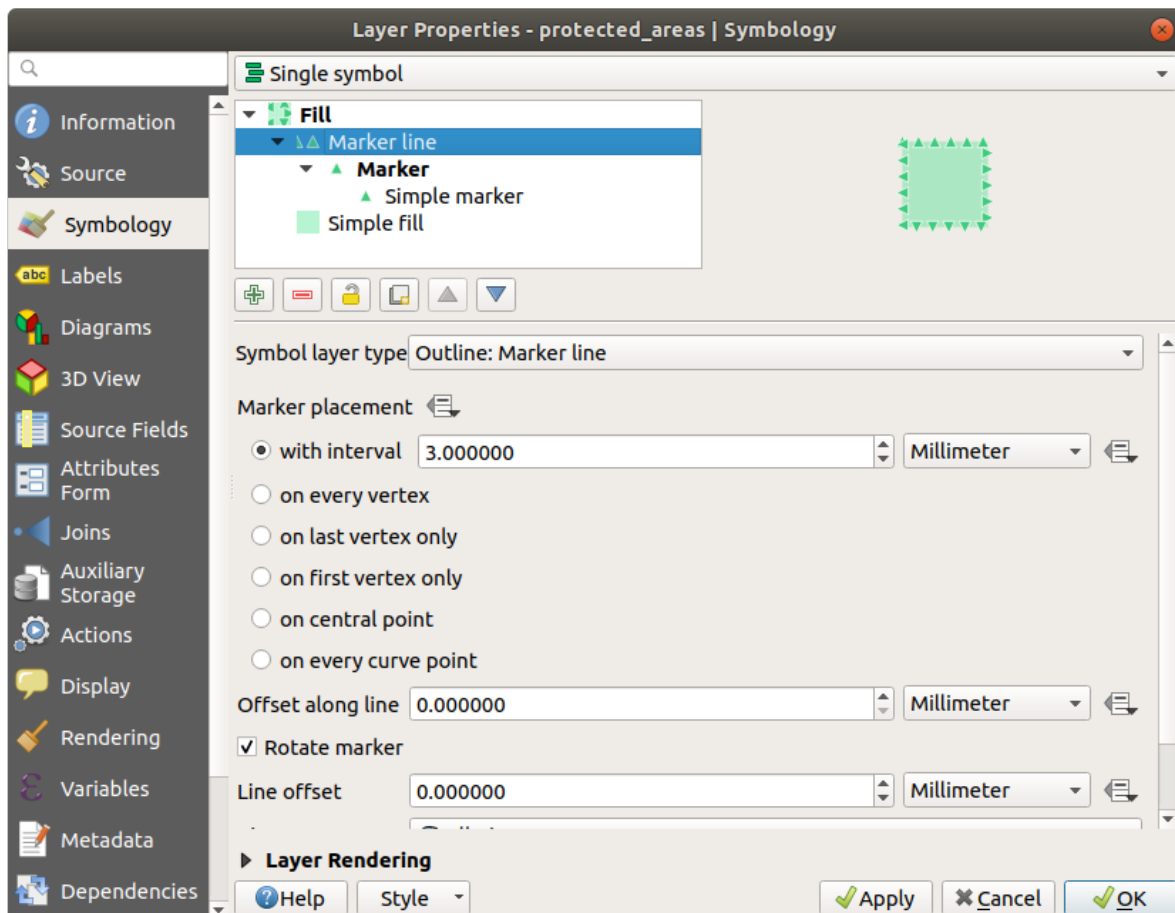 Layer Properties - protected_areas | Symbology
Information
Source
Symbology
abc Labels
Diagrams
3D View
Source Fields
Attributes
Form
Joins
Auxiliary
Storage
Actions
Display
Rendering
Variables
Metadata
Dependencies
Single symbol
Fill
Marker line
Marker
Simple marker
Simple fill
Symbol layer type Outline: Marker line
Marker placement
with interval 3.000000 Millimeter
on every vertex
on last vertex only
on first vertex only
on central point
on every curve point
Offset along line 0.000000 Millimeter
Rotate marker
Line offset 0.000000 Millimeter
Layer Rendering
Help Style Apply Cancel OK